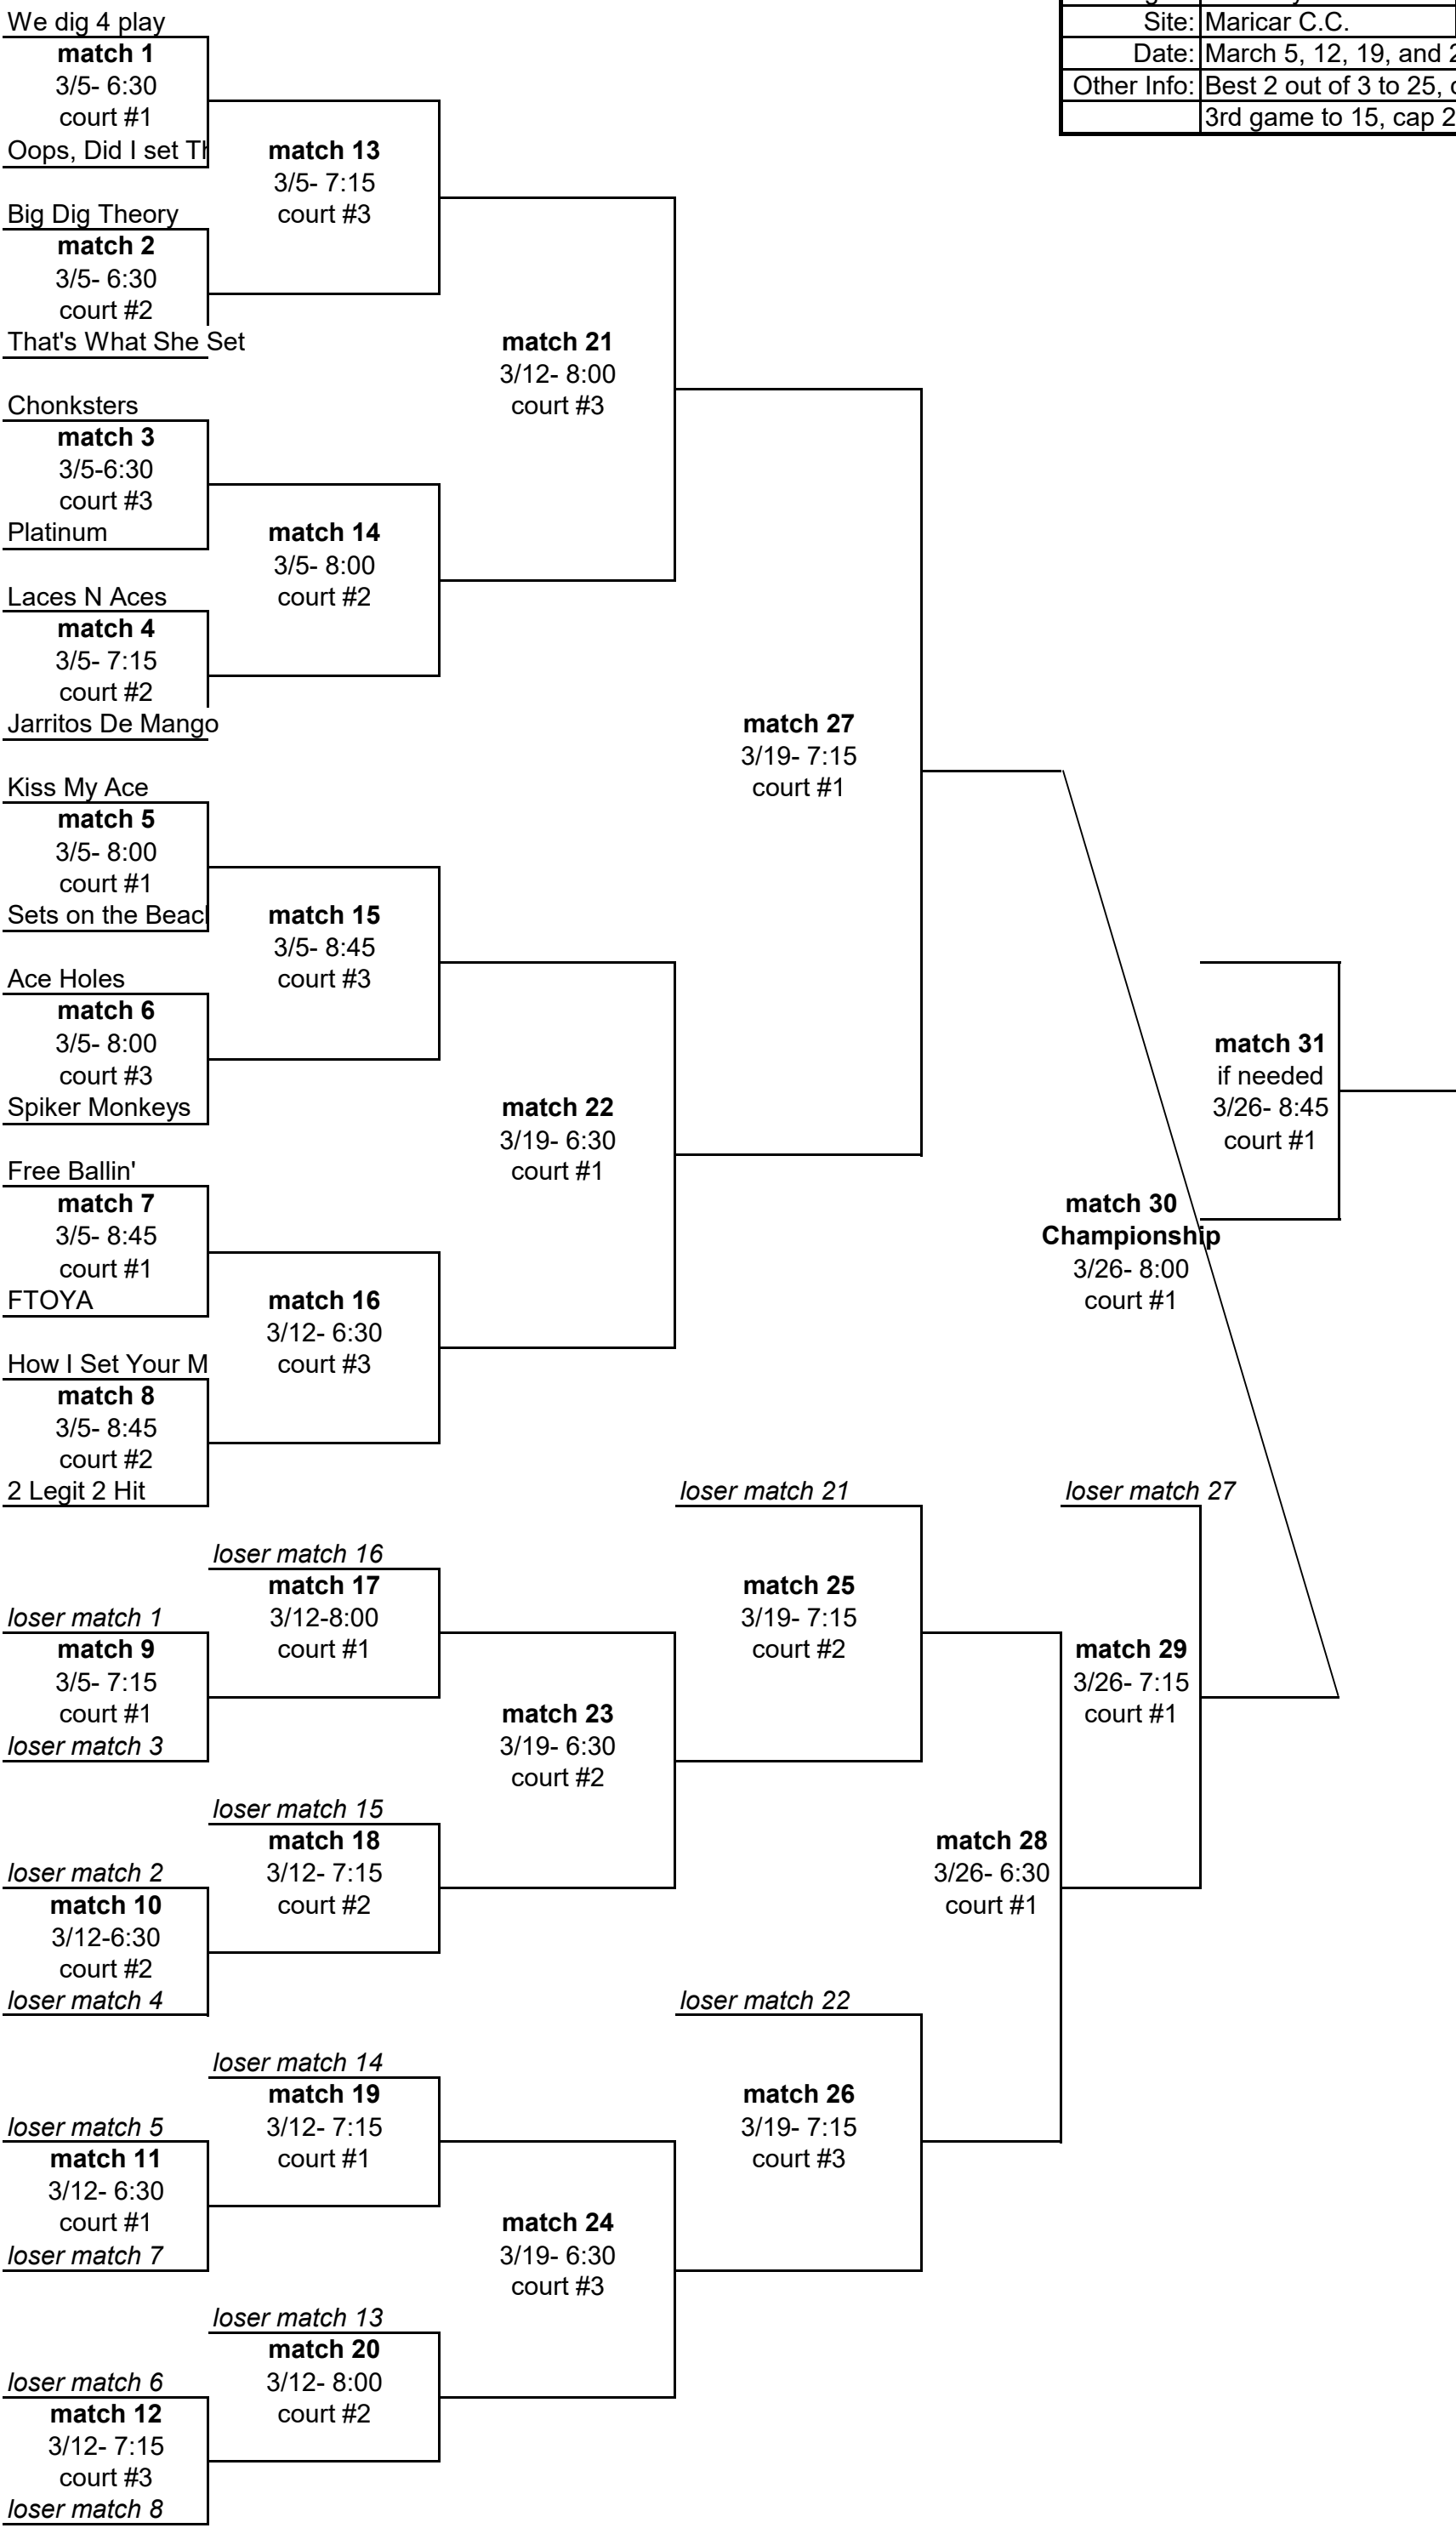 We dig 4 play
match 1
3/5- 6:30
court #1
Oops, Did I set
Site: Maricar C.C.
Date: March 5, 12, 19, and
Other Info: Best 2 out of 3 to 25,
3rd game to 15, cap
match 13
3/5- 7:15
court #3
Big Dig Theory
match 2
3/5- 6:30
court #2
That's What She Set
match 21
3/12- 8:00
court #3
Chonksters
match 3
3/5-6:30
court #3
Platinum
match 14
3/5- 8:00
court #2
Laces N Aces
match 4
3/5- 7:15
court #2
Jarritos De Mango
match 27
3/19- 7:15
court #1
Kiss My Ace
match 5
3/5- 8:00
court #1
Sets on the
match 15
3/5- 8:45
court #3
Ace Holes
match 6
3/5- 8:00
court #3
Spiker Monkeys
match 22
3/19- 6:30
court #1
match 31
if needed
3/26- 8:45
court #1
match 30
Championship
3/26- 8:00
court #1
Free Ballin'
match 7
3/5- 8:45
court #1
FTOYA
match 16
3/12- 6:30
court #3
How I Set Your
match 8
3/5- 8:45
court #2
2 Legit 2 Hit
loser match 21
loser match 27
loser match 16
match 17
3/12-8:00
court #1
match 25
3/19- 7:15
court #2
loser match 1
match 9
3/5- 7:15
court #1
loser match 3
match 29
3/26- 7:15
court #1
match 23
3/19- 6:30
court #2
loser match 15
match 18
3/12- 7:15
court #2
match 28
3/26- 6:30
court #1
loser match 2
match 10
3/12-6:30
court #2
loser match 4
loser match 22
loser match 14
match 19
3/12- 7:15
court #1
match 26
3/19- 7:15
court #3
loser match 5
match 11
3/12- 6:30
court #1
loser match 7
match 24
3/19- 6:30
court #3
loser match 13
match 20
3/12- 8:00
court #2
loser match 6
match 12
3/12- 7:15
court #3
loser match 8